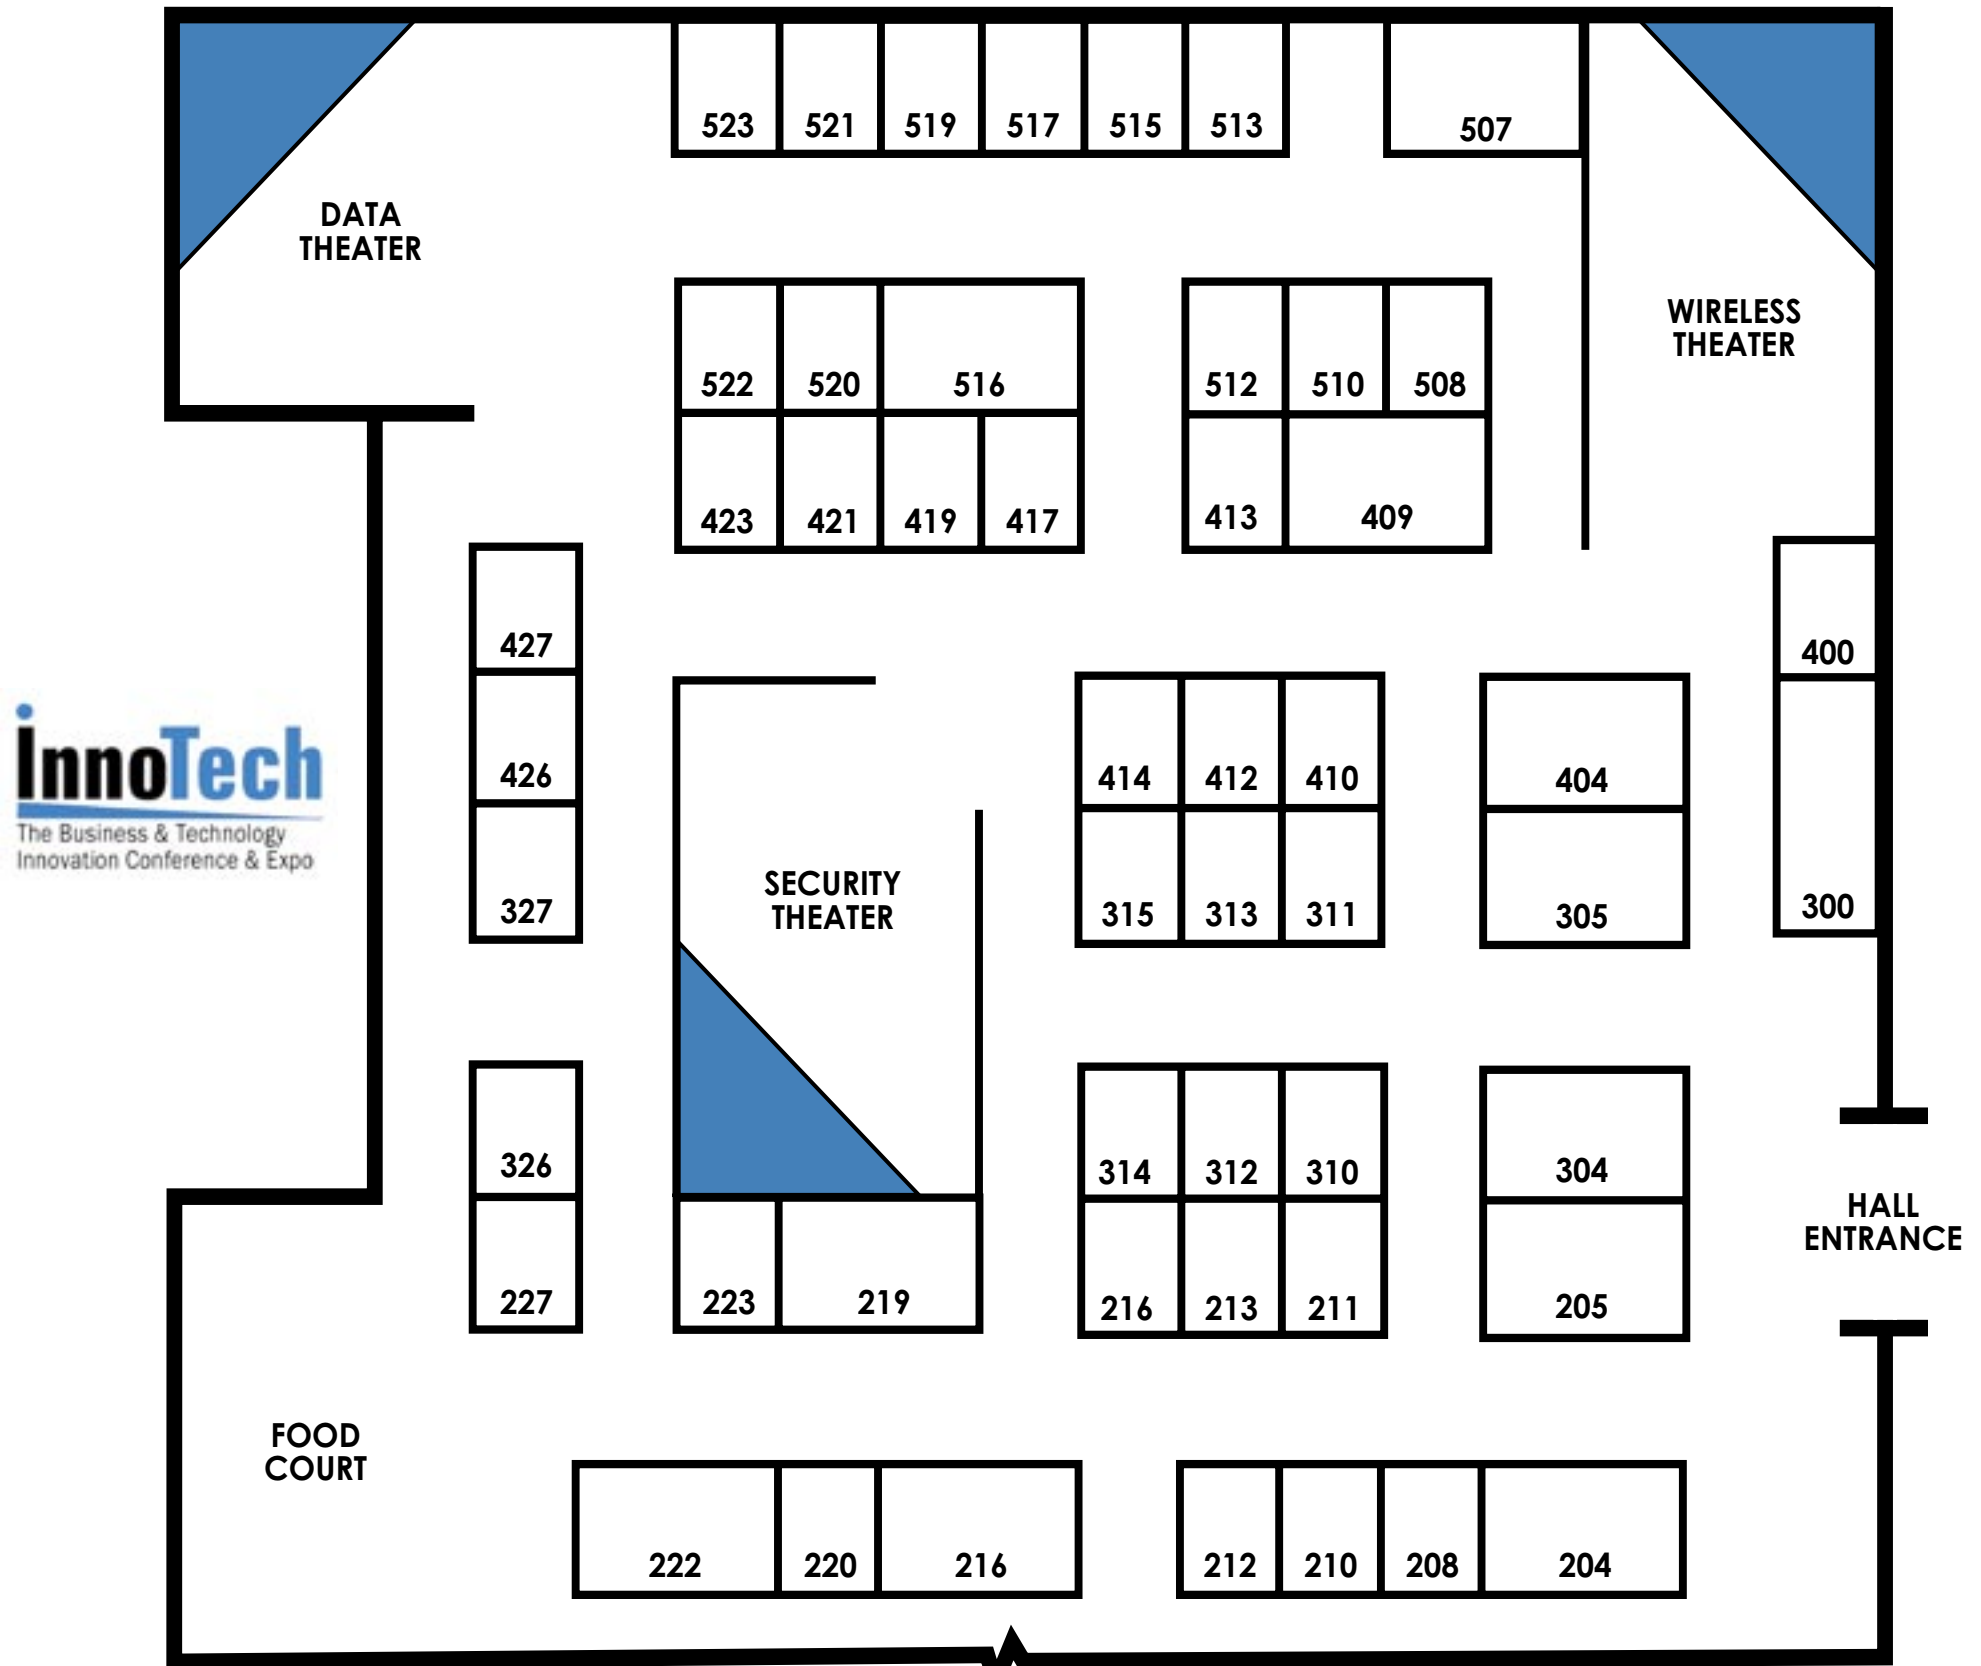 523 521 519 517 515 513 507
DATA
THEATER
WIRELESS
THEATER
522 520 516 512 510 508
423 421 419 417 413 409
427
400
426
414 412 410 404
327
315 313 311 305 300
InnoTech
The Business & Technology
Innovation Conference & Expo
SECURITY
THEATER
326
314 312 310 304
HALL
ENTRANCE
227 223 219 216 213 211 205
FOOD
COURT
222 220 216 212 210 208 204